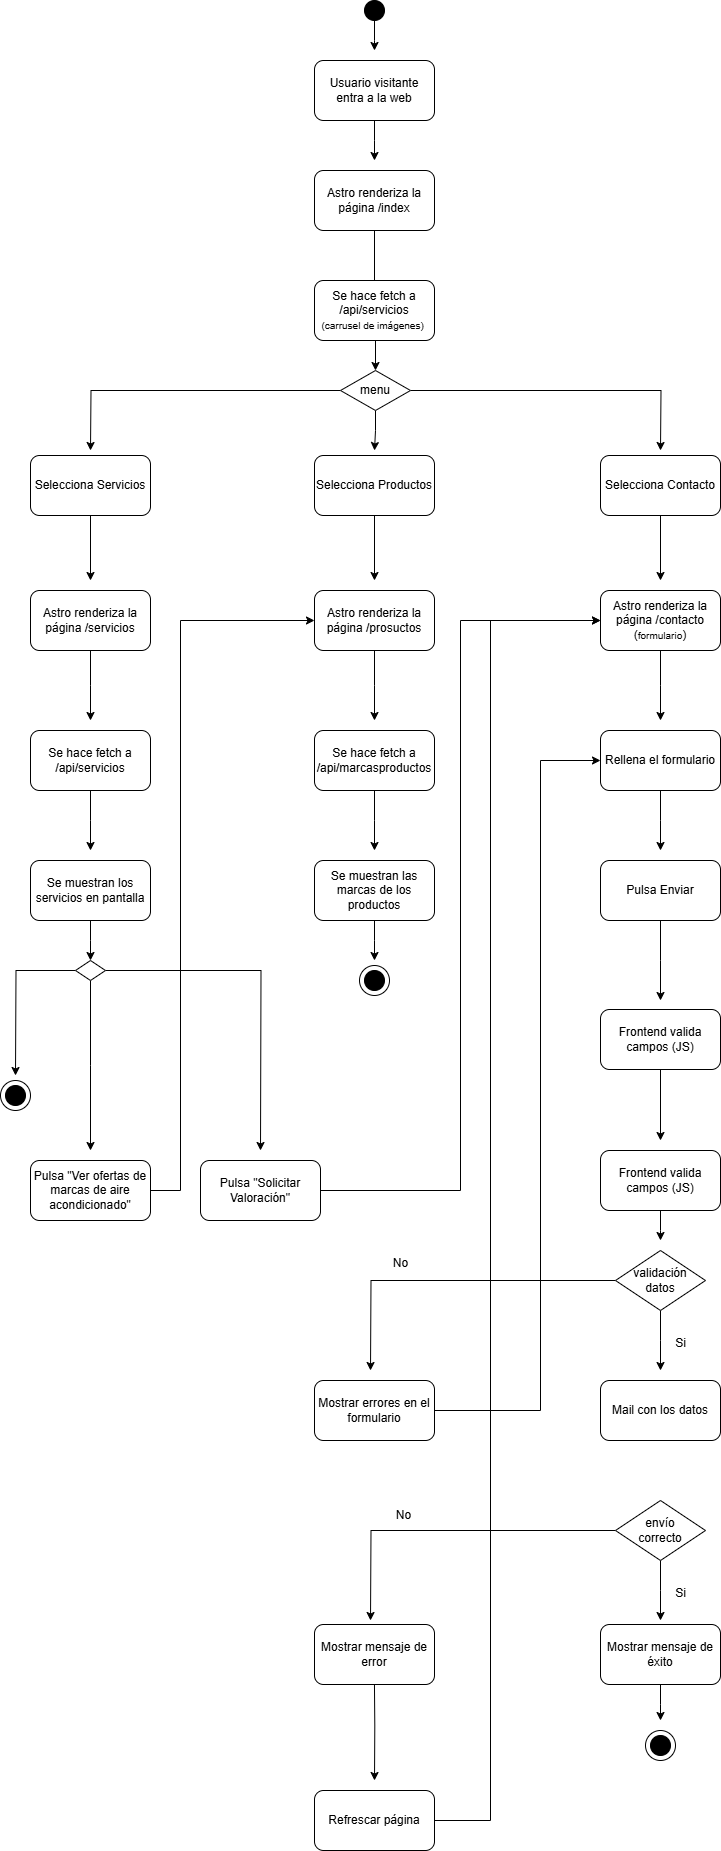 Usuario visitante
entra a la web
Astro renderiza la
página /index
Se hace fetch a
/api/servicios
(carrusel de imágenes)
menu
Selecciona Servicios
Selecciona Productos
Selecciona Contacto
Astro renderiza la
página /servicios
Astro renderiza la
página /prosuctos
Astro renderiza la
página /contacto
(formulario)
Se hace fetch a
/api/servicios
Se hace fetch a
/api/marcasproductos
Rellena el formulario
Se muestran los
servicios en pantalla
Se muestran las
marcas de los
productos
Pulsa Enviar
Frontend valida
campos (JS)
Pulsa "Ver ofertas de
marcas de aire
acondicionado"
Pulsa "Solicitar
Valoración"
Frontend valida
campos (JS)
validación
datos
No
Si
Mostrar errores en el
formulario
Mail con los datos
envío
correcto
No
Si
Mostrar mensaje de
error
Mostrar mensaje de
éxito
Refrescar página